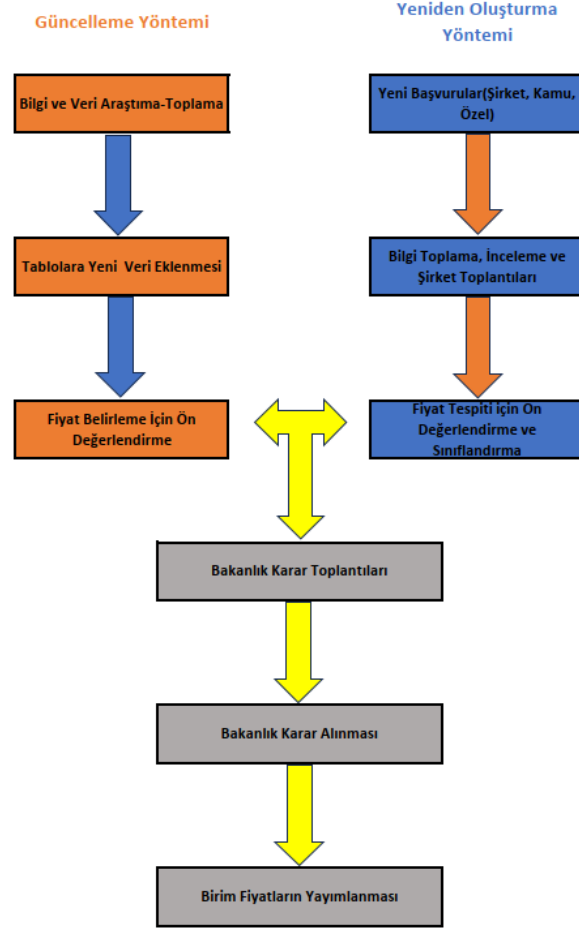 Güncelleme Yöntemi
Yeniden Oluşturma
Yöntemi
Bilgi ve Veri Araştıma-Toplama
Yeni Başvurular(Şirket, Kamu,
Özel)
Tablolara Yeni Veri Eklenmesi
Bilgi Toplama, İnceleme ve
Şirket Toplantıları
Fiyat Belirleme İçin Ön
Değerlendirme
Fiyat Tespiti için Ön
Değerlendirme ve
Sınıflandırma
Bakanlık Karar Toplantıları
Bakanlık Karar Alınması
Birim Fiyatların Yayımlanması